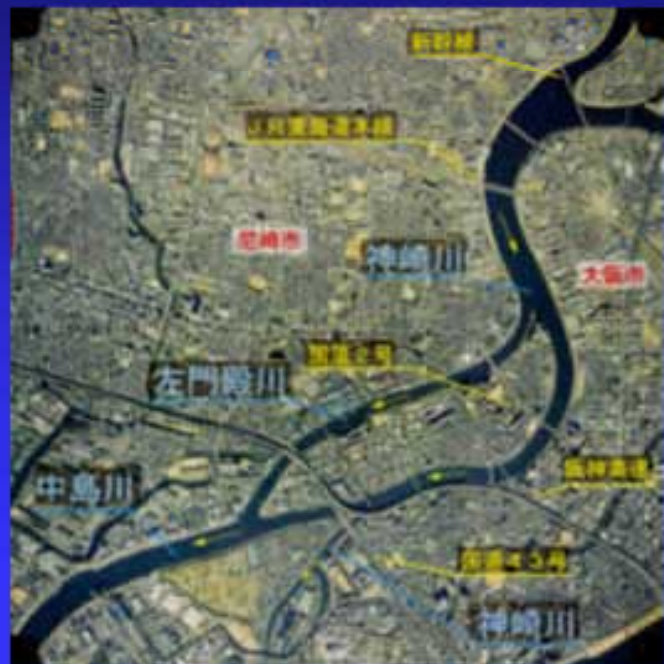 新幹線
JR東海道本線
尼崎市
神崎川
大阪市
国道2号
左門殿川
阪神高速
中島川
国道43号
神崎川